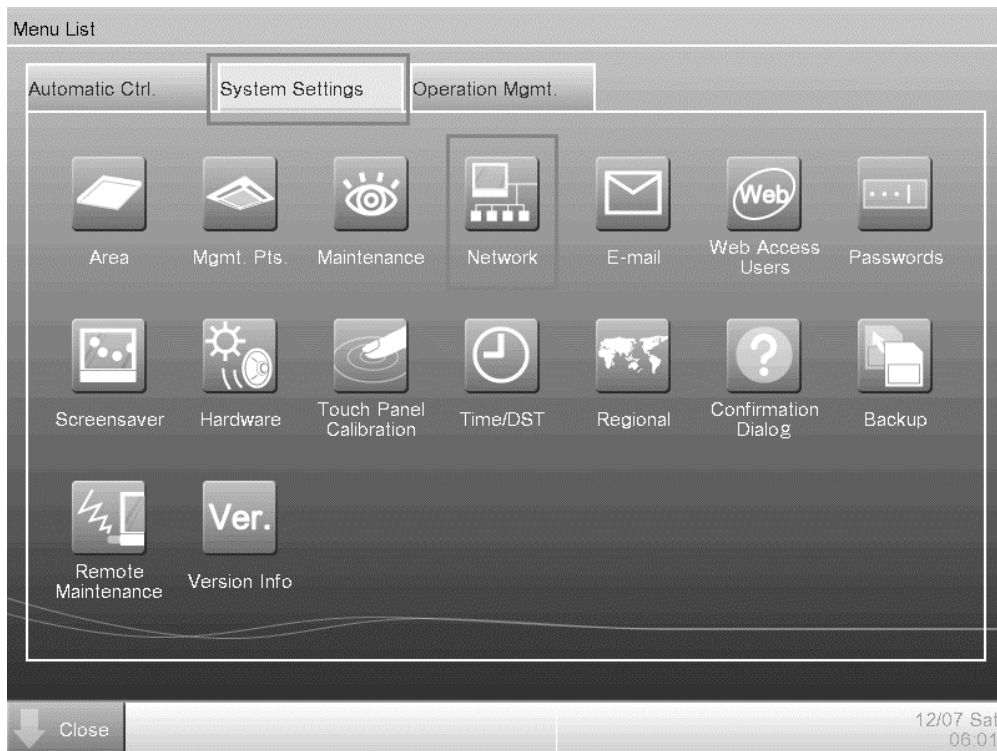 Menu List
Automatic Ctrl. System Settings Operation Mgmt.
Area Mgmt. Pts. Maintenance Network E-mail Web Web Access Users Passwords
Screensaver Hardware Touch Panel Calibration Time/DST Regional ? Confirmation Dialog Backup
Remote Maintenance Ver. Version Info
Close
12/07 Sat
06:01